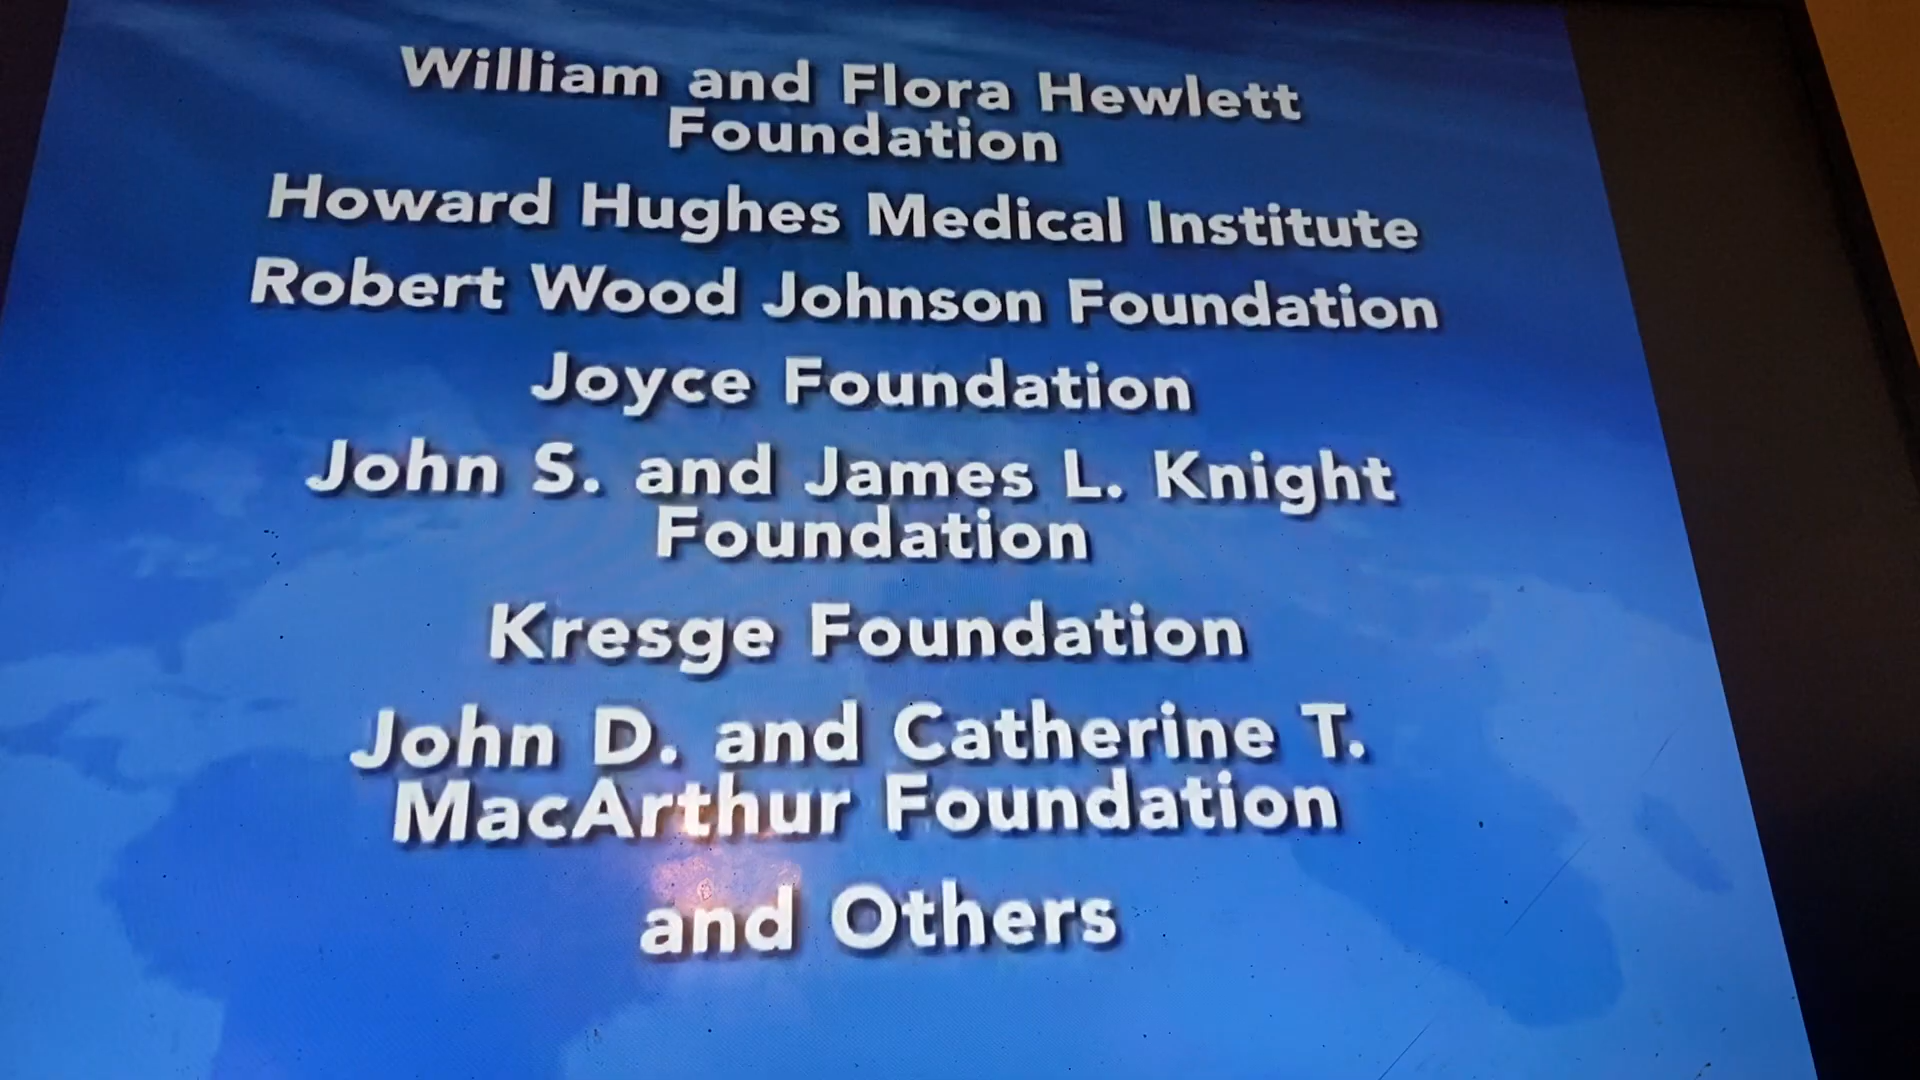 William and Flora Hewlett
Foundation
Howard Hughes Medical Institute
Robert Wood Johnson Foundation
Joyce Foundation
John S. and James L. Knight
Foundation
Kresge Foundation
John D. and Catherine T.
MacArthur Foundation
and Others